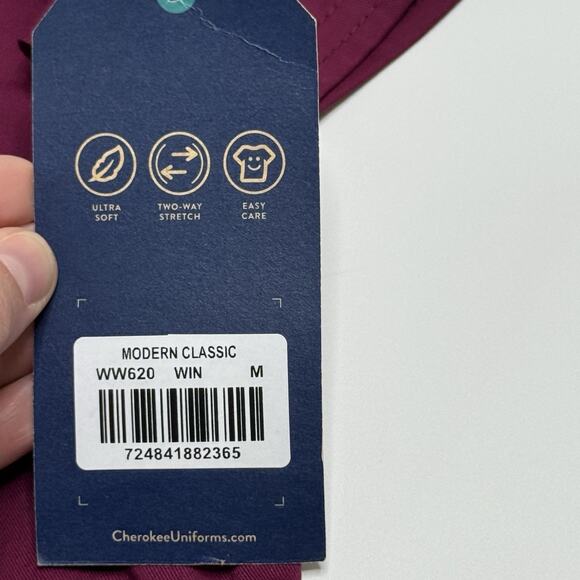 ULTRA SOFT
TWO-WAY STRETCH
EASY CARE
MODERN CLASSIC
WW620 WIN M
724841882365
CherokeeUniforms.com